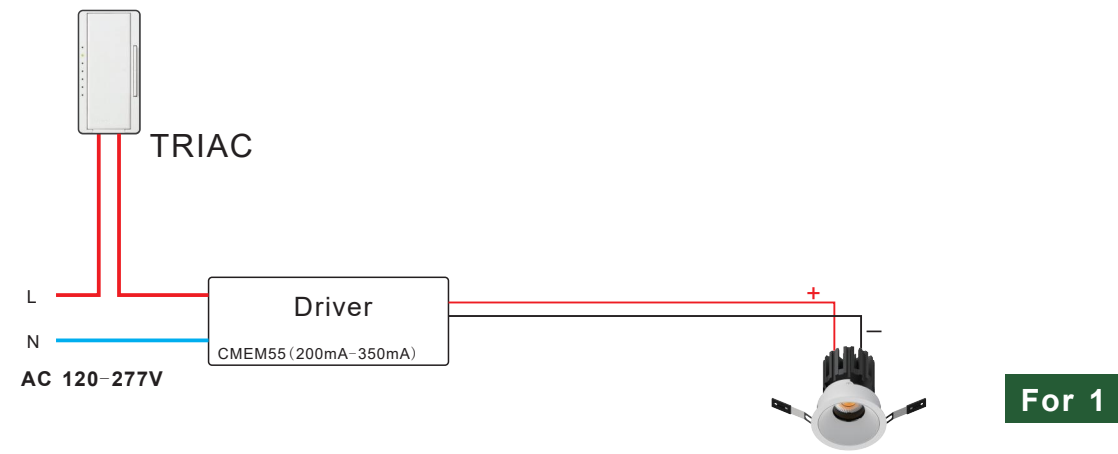 TRIAC
L
Driver
+
N
CMEM55(200mA-350mA)
−
AC 120-277V
For 1